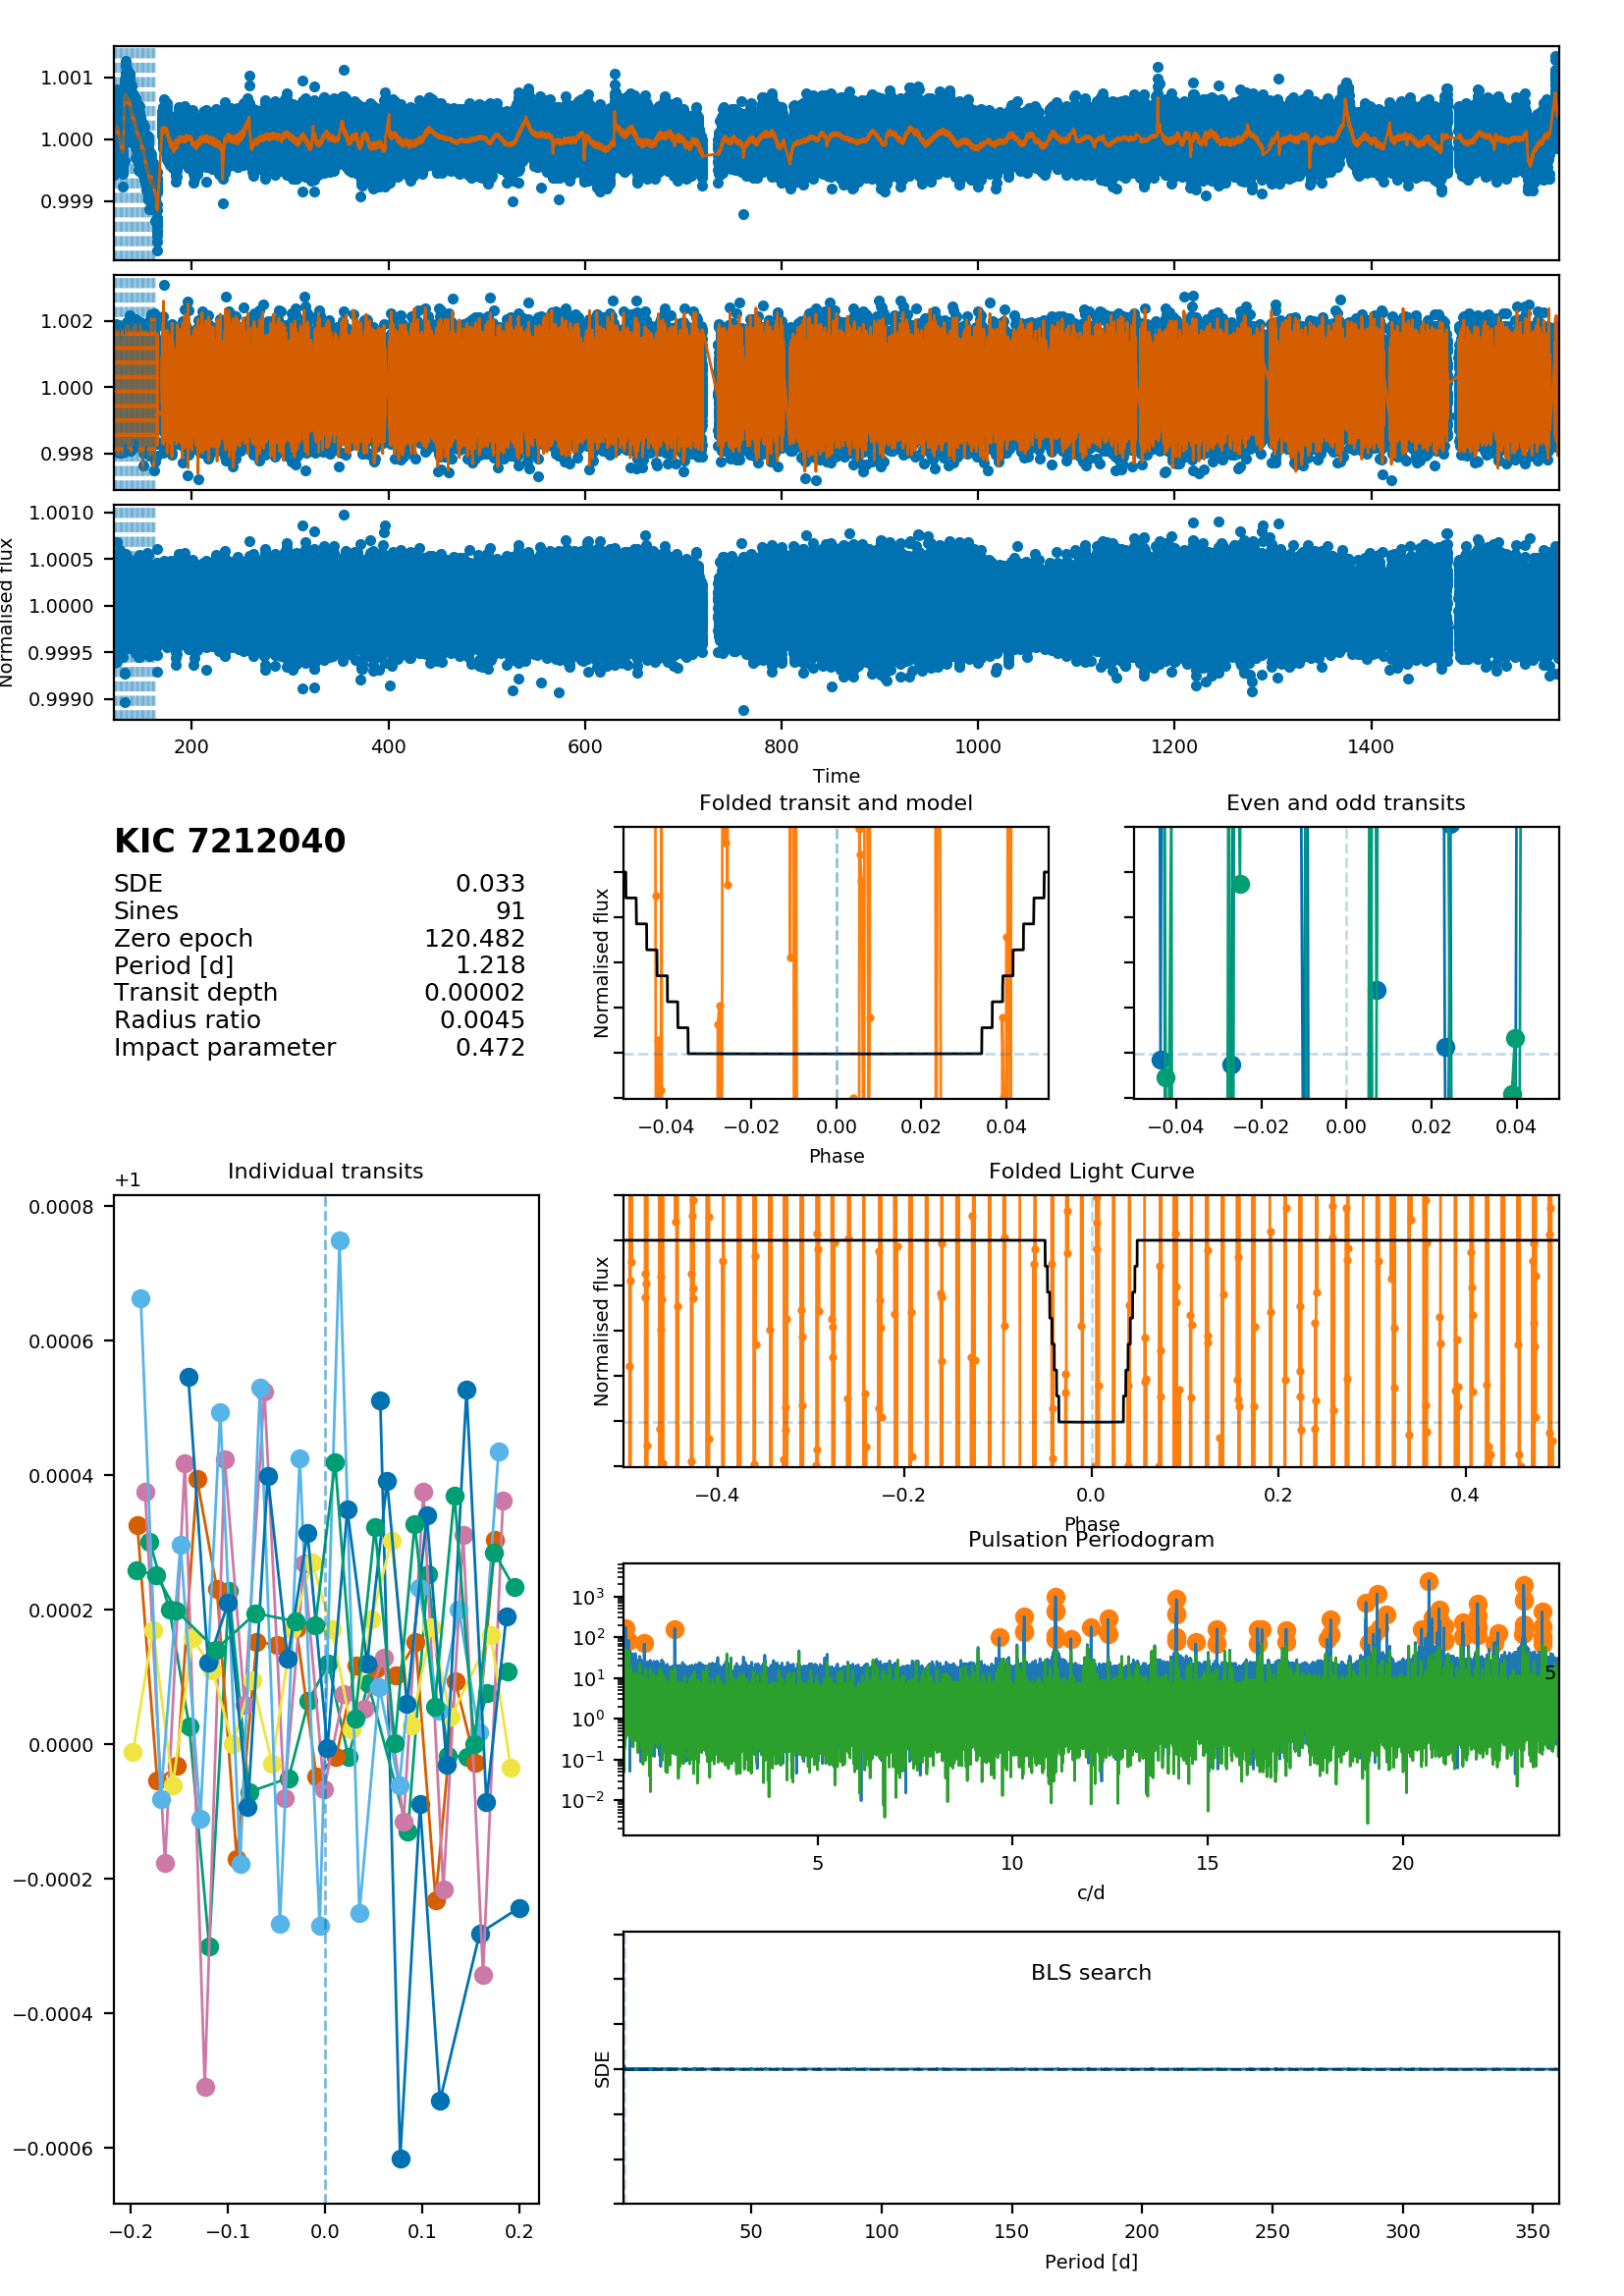 1.001
1.000
0.999
1.002
1.000
0.998
Normalised flux
1.0010
1.0005
1.0000
0.9995
0.9990
200 400 600 800 1000 1200 1400
Time
KIC 7212040
SDE 0.033
Sines 91
Zero epoch 120.482
Period [d] 1.218
Transit depth 0.00002
Radius ratio 0.0045
Impact parameter 0.472
Folded transit and model
Normalised flux
−0.04 −0.02 0.00 0.02 0.04
Phase
Even and odd transits
−0.04 −0.02 0.00 0.02 0.04
Individual transits
+1
0.0008
0.0006
0.0004
0.0002
0.0000
−0.0002
−0.0004
−0.0006
−0.2 −0.1 0.0 0.1 0.2
Folded Light Curve
Normalised flux
−0.4 −0.2 0.0 0.2 0.4
Phase
Pulsation Periodogram
10³
10²
10¹
10⁰
10⁻¹
10⁻²
5
5 10 15 20
c/d
BLS search
SDE
50 100 150 200 250 300 350
Period [d]